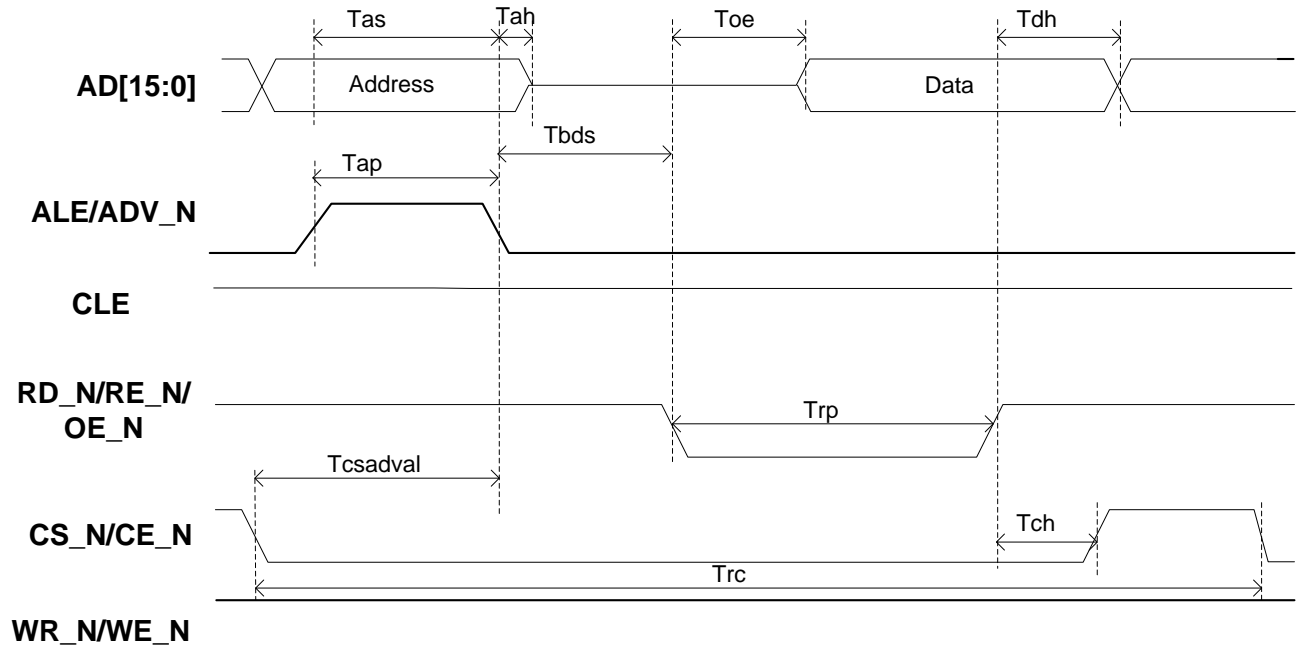 Tas
Tah
Toe
Tdh
AD[15:0]
Address
Data
Tbds
Tap
ALE/ADV_N
CLE
RD_N/RE_N/
OE_N
Trp
Tcsadval
CS_N/CE_N
Tch
Trc
WR_N/WE_N